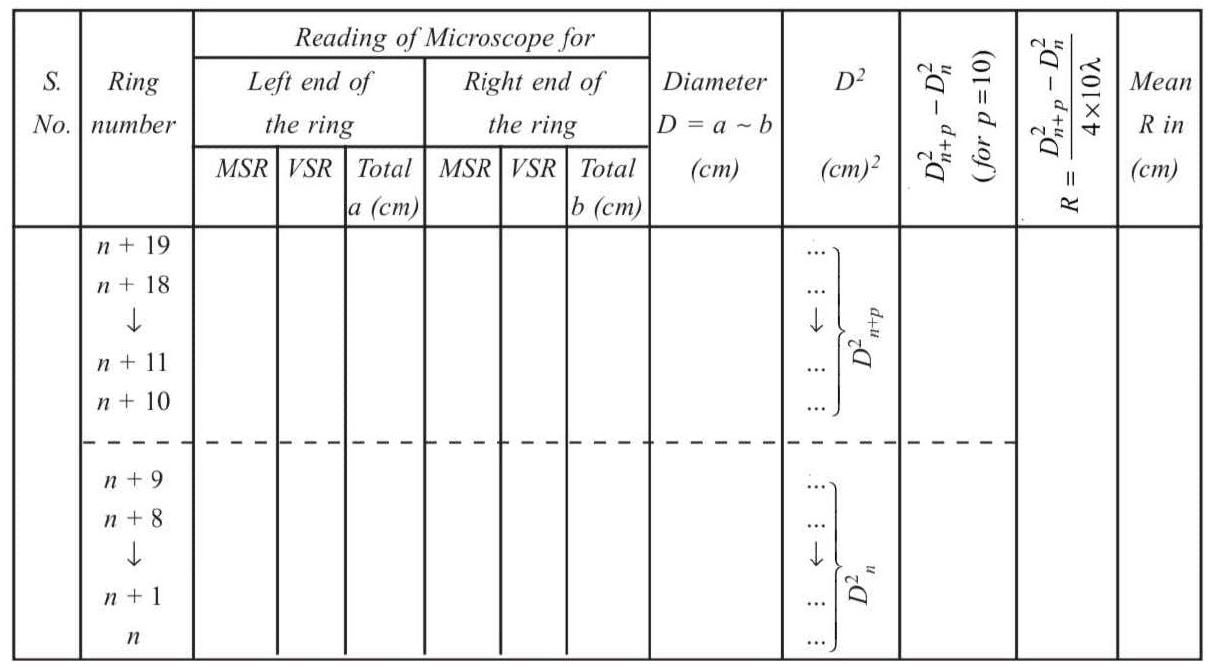 Reading of Microscope for
S. No.
Ring number
Left end of the ring
Right end of the ring
Diameter D = a ~ b (cm)
D² (cm)²
D²ₙ₊ₚ – D²ₙ (for p = 10)
R = D²ₙ₊ₚ – D²ₙ / 4×10λ
Mean R in (cm)
MSR VSR Total a (cm) MSR VSR Total b (cm)
n + 19 ...
n + 18 ...
↓ ↓ D²ₙ₊ₚ
n + 11 ...
n + 10 ...
n + 9 ...
n + 8 ...
↓ ↓ D²ₙ
n + 1 ...
n ...